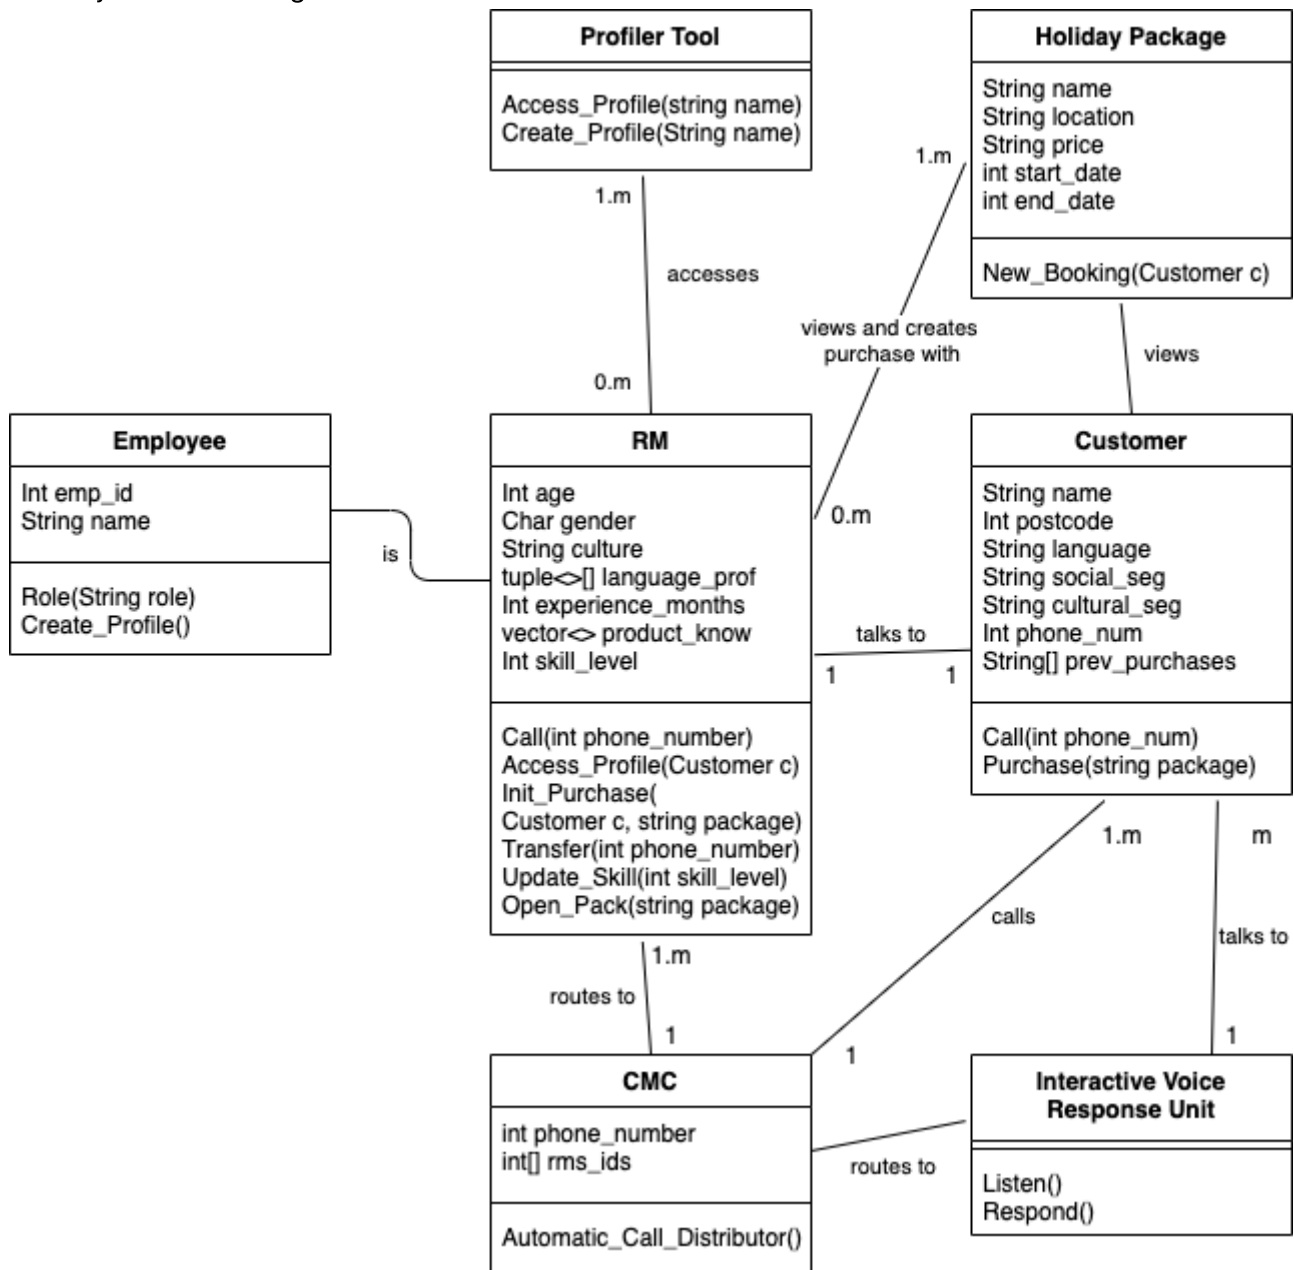 Profiler Tool
Access_Profile(string name)
Create_Profile(String name)
Holiday Package
String name
String location
String price
int start_date
int end_date
New_Booking(Customer c)
1.m
1.m
accesses
views and creates
purchase with
views
0.m
0.m
Employee
Int emp_id
String name
Role(String role)
Create_Profile()
is
RM
Int age
Char gender
String culture
tuple<>[] language_prof
Int experience_months
vector<> product_know
Int skill_level
Call(int phone_number)
Access_Profile(Customer c)
Init_Purchase(
Customer c, string package)
Transfer(int phone_number)
Update_Skill(int skill_level)
Open_Pack(string package)
talks to
1
1
Customer
String name
Int postcode
String language
String social_seg
String cultural_seg
Int phone_num
String[] prev_purchases
Call(int phone_num)
Purchase(string package)
1.m
m
calls
talks to
1.m
routes to
1
1
1
CMC
int phone_number
int[] rms_ids
Automatic_Call_Distributor()
routes to
Interactive Voice
Response Unit
Listen()
Respond()